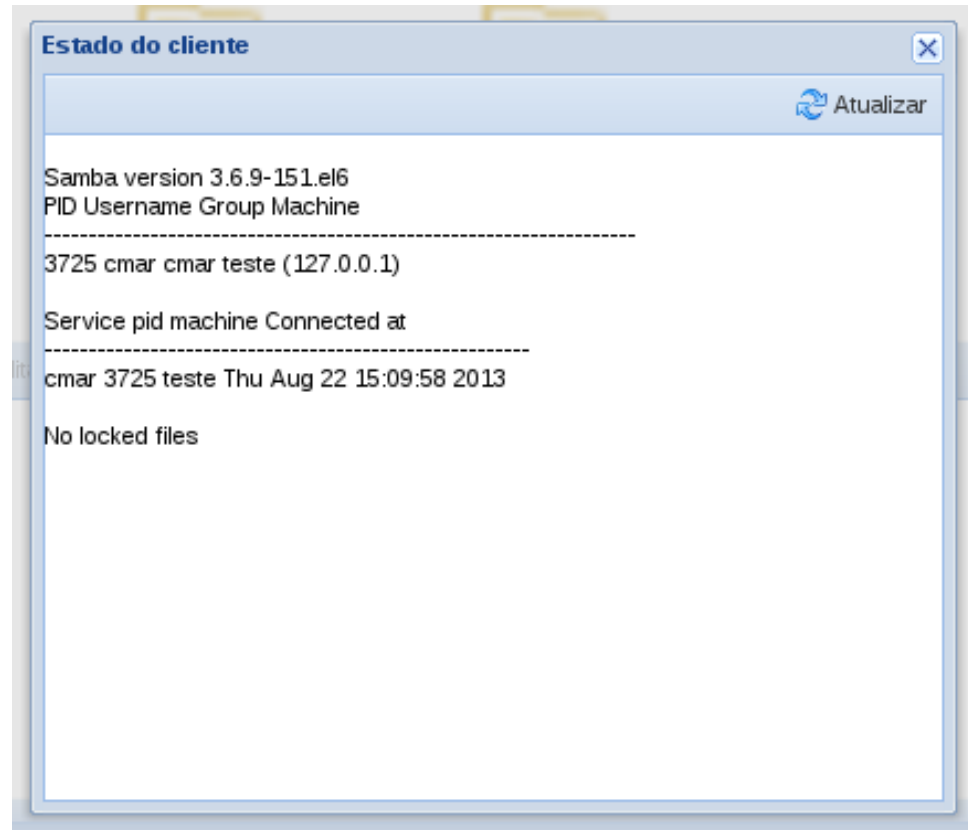 Estado do cliente
Atualizar
Samba version 3.6.9-151.el6
PID Username Group Machine
-------------------------------------------------------------------
3725 cmar cmar teste (127.0.0.1)
Service pid machine Connected at
-------------------------------------------------------
cmar 3725 teste Thu Aug 22 15:09:58 2013
No locked files